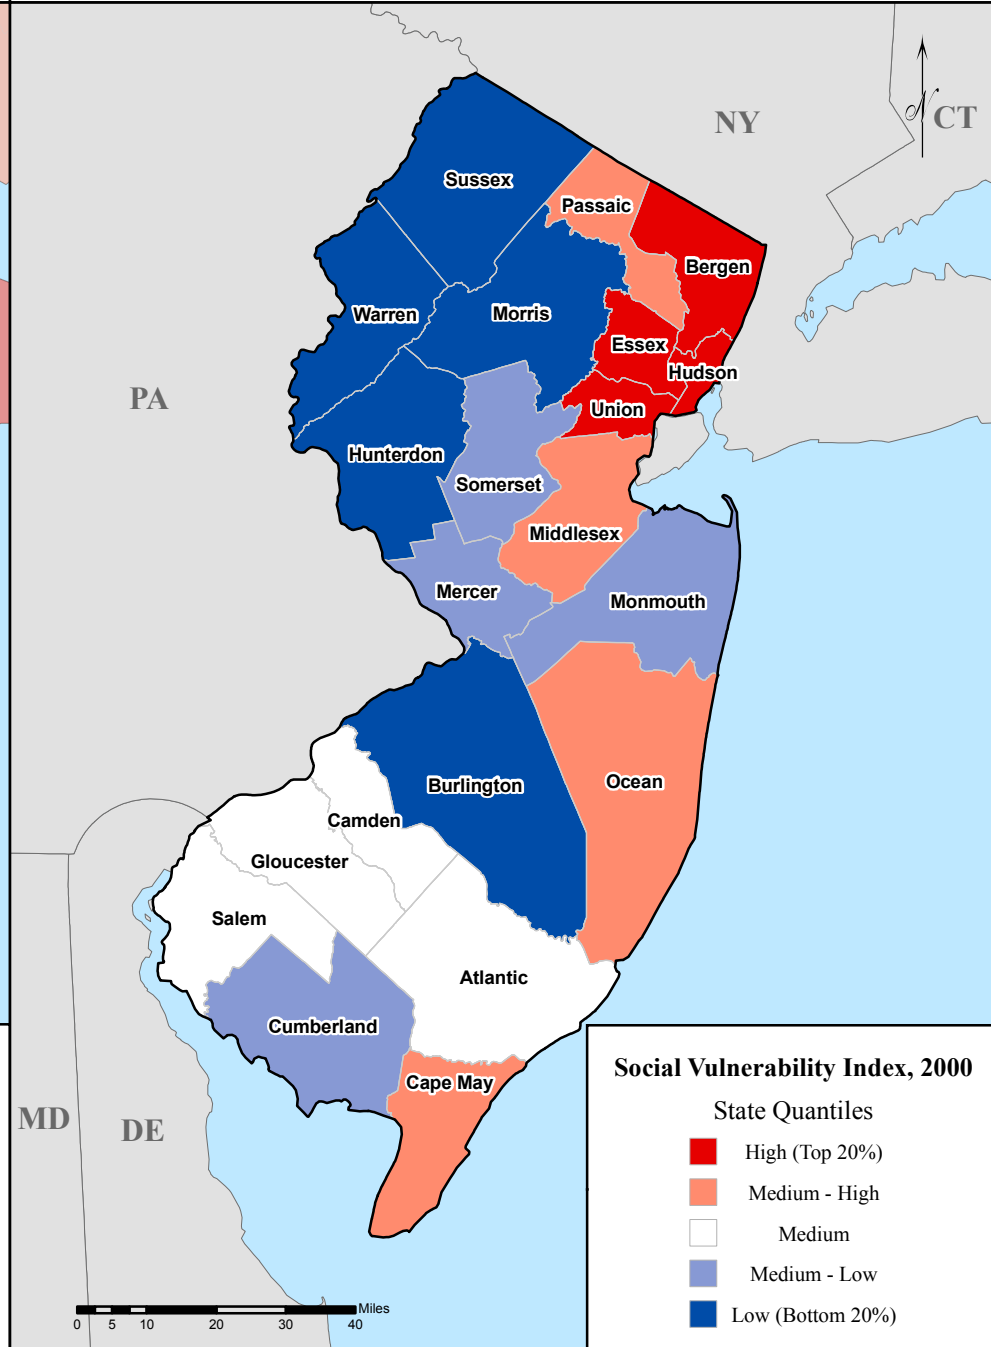 NY
CT
N
Sussex
Passaic
Bergen
Warren
Morris
Essex
Hudson
PA
Union
Hunterdon
Somerset
Middlesex
Mercer
Monmouth
Burlington
Ocean
Camden
Gloucester
Salem
Atlantic
Cumberland
Cape May
MD
DE
Social Vulnerability Index, 2000
State Quantiles
High (Top 20%)
Medium - High
Medium
Medium - Low
Low (Bottom 20%)
Miles
0 5 10 20 30 40